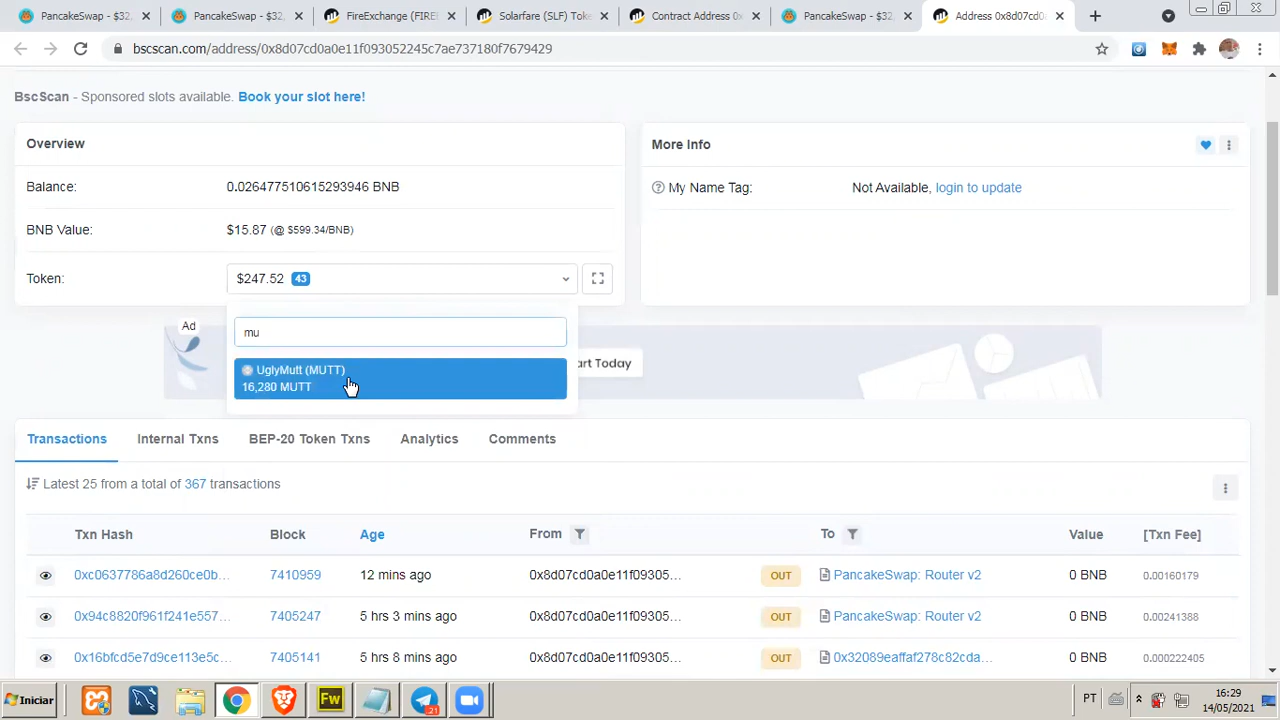 PancakeSwap - $32,
PancakeSwap - $32,
FireExchange (FIRE
Solarfare (SLF) Tok
Contract Address 0x
PancakeSwap - $32,
Address 0x8d07cd0a
bscscan.com/address/0x8d07cd0a0e11f093052245c7ae737180f7679429
BscScan - Sponsored slots available. Book your slot here!
Overview
Balance: 0.026477510615293946 BNB
BNB Value: $15.87 (@ $599.34/BNB)
Token: $247.52 43
More Info
My Name Tag: Not Available, login to update
Ad
mu
UglyMutt (MUTT)
16,280 MUTT
art Today
Transactions Internal Txns BEP-20 Token Txns Analytics Comments
Latest 25 from a total of 367 transactions
Txn Hash Block Age From To Value [Txn Fee]
0xc0637786a8d260ce0b... 7410959 12 mins ago 0x8d07cd0a0e11f09305... OUT PancakeSwap: Router v2 0 BNB 0.00160179
0x94c8820f961f241e557... 7405247 5 hrs 3 mins ago 0x8d07cd0a0e11f09305... OUT PancakeSwap: Router v2 0 BNB 0.00241388
0x16bfcd5e7d9ce113e5c... 7405141 5 hrs 8 mins ago 0x8d07cd0a0e11f09305... OUT 0x32089eaffaf278c82cda... 0 BNB 0.000222405
Iniciar
Fw
21
PT
16:29
14/05/2021